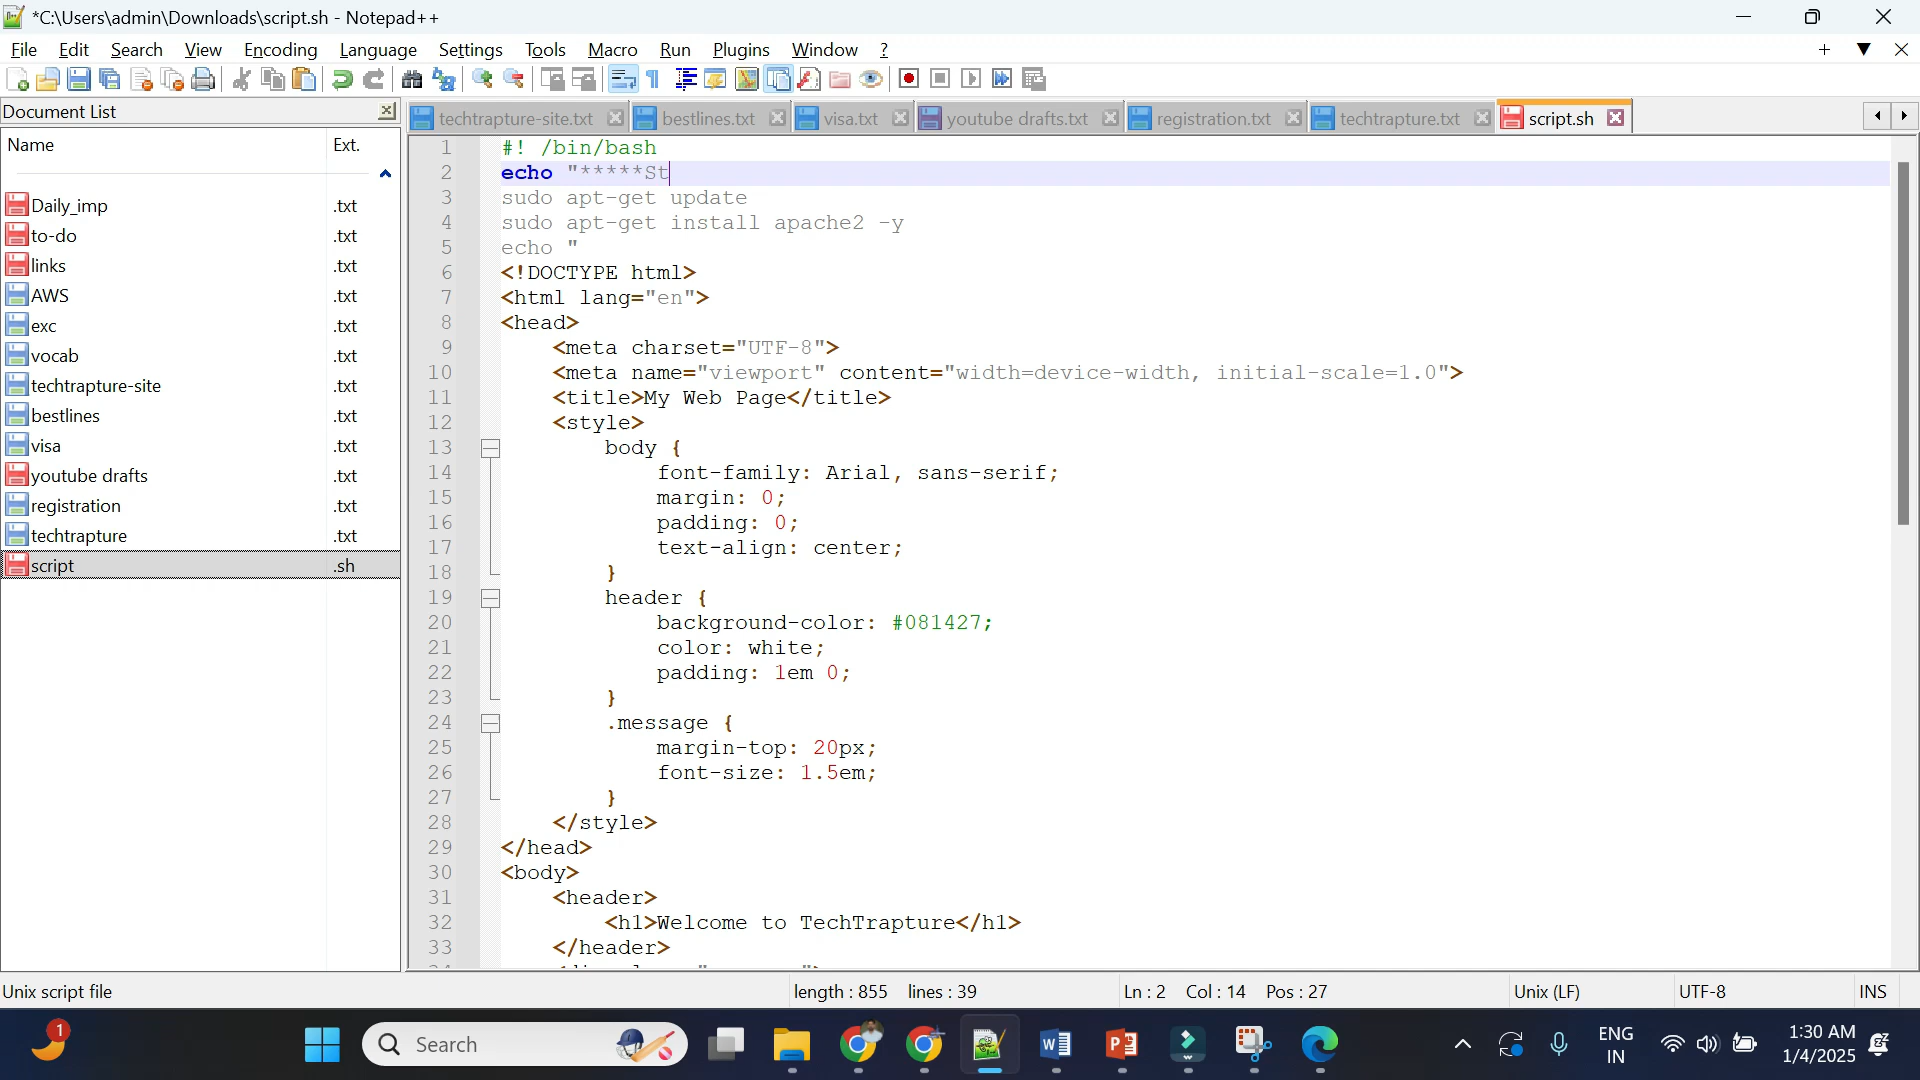 *C:\Users\admin\Downloads\script.sh - Notepad++
File Edit Search View Encoding Language Settings Tools Macro Run Plugins Window ?
Document List
techtrapture-site.txt bestlines.txt visa.txt youtube drafts.txt registration.txt techtrapture.txt script.sh
Name Ext.
Daily_imp .txt
to-do .txt
links .txt
AWS .txt
exc .txt
vocab .txt
techtrapture-site .txt
bestlines .txt
visa .txt
youtube drafts .txt
registration .txt
techtrapture .txt
script .sh
1 #! /bin/bash
2 echo "*****St
3 sudo apt-get update
4 sudo apt-get install apache2 -y
5 echo "
6 <!DOCTYPE html>
7 <html lang="en">
8 <head>
9 <meta charset="UTF-8">
10 <meta name="viewport" content="width=device-width, initial-scale=1.0">
11 <title>My Web Page</title>
12 <style>
13 body {
14 font-family: Arial, sans-serif;
15 margin: 0;
16 padding: 0;
17 text-align: center;
18 }
19 header {
20 background-color: #081427;
21 color: white;
22 padding: 1em 0;
23 }
24 .message {
25 margin-top: 20px;
26 font-size: 1.5em;
27 }
28 </style>
29 </head>
30 <body>
31 <header>
32 <h1>Welcome to TechTrapture</h1>
33 </header>
Unix script file length : 855 lines : 39 Ln : 2 Col : 14 Pos : 27 Unix (LF) UTF-8 INS
1 Search ENG IN 1:30 AM 1/4/2025